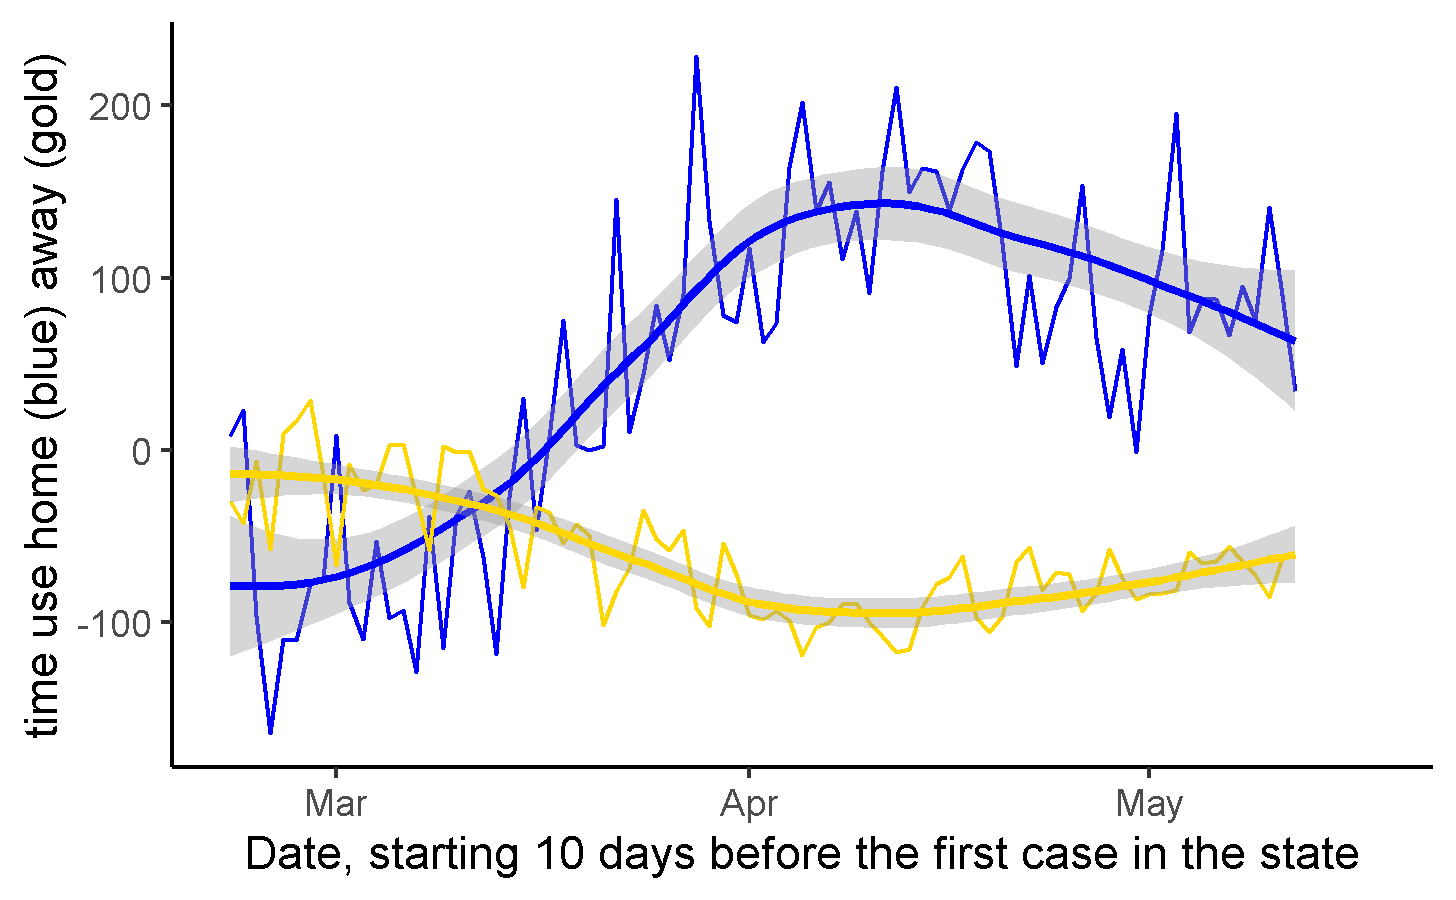 time use home (blue) away (gold)
200
100
0
-100
Mar
Apr
May
Date, starting 10 days before the first case in the state